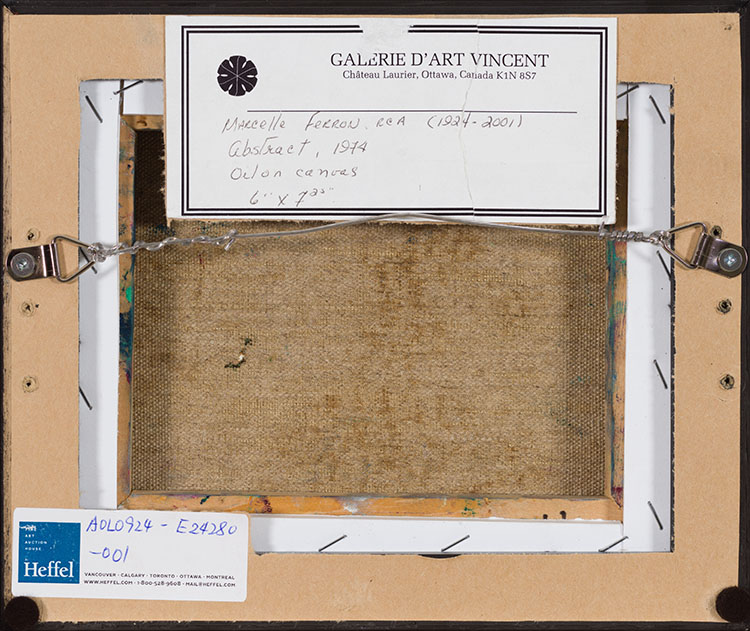 GALERIE D'ART VINCENT
Château Laurier, Ottawa, Canada K1N 8S7
Marcelle Ferron. RCA (1924-2001)
Abstract, 1974
Oil on canvas
6" x 7.25"
ART
AUCTION
HOUSE
Heffel
AOL0924 - E24280
-001
VANCOUVER · CALGARY · TORONTO · OTTAWA · MONTREAL
WWW.HEFFEL.COM · 1-800-528-9608 · MAIL@HEFFEL.COM